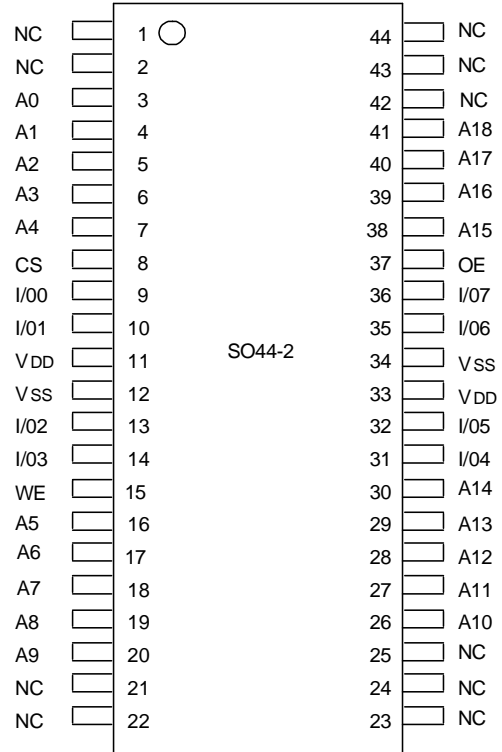 NC 1 44 NC
NC 2 43 NC
A0 3 42 NC
A1 4 41 A18
A2 5 40 A17
A3 6 39 A16
A4 7 38 A15
CS 8 37 OE
I/00 9 36 I/07
I/01 10 35 I/06
VDD 11 SO44-2 34 VSS
VSS 12 33 VDD
I/02 13 32 I/05
I/03 14 31 I/04
WE 15 30 A14
A5 16 29 A13
A6 17 28 A12
A7 18 27 A11
A8 19 26 A10
A9 20 25 NC
NC 21 24 NC
NC 22 23 NC